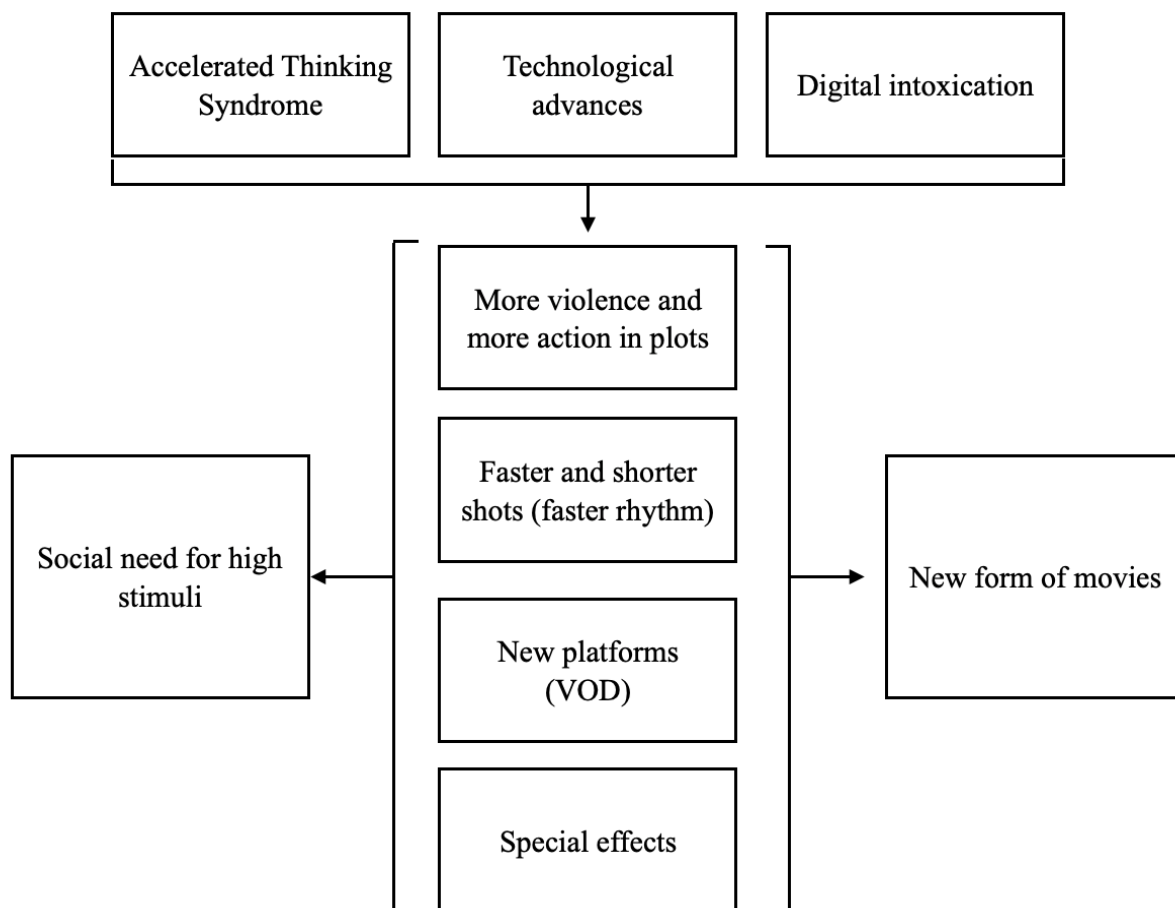 Accelerated Thinking
Syndrome
Technological
advances
Digital intoxication
More violence and
more action in plots
Faster and shorter
shots (faster rhythm)
Social need for high
stimuli
New form of movies
New platforms
(VOD)
Special effects